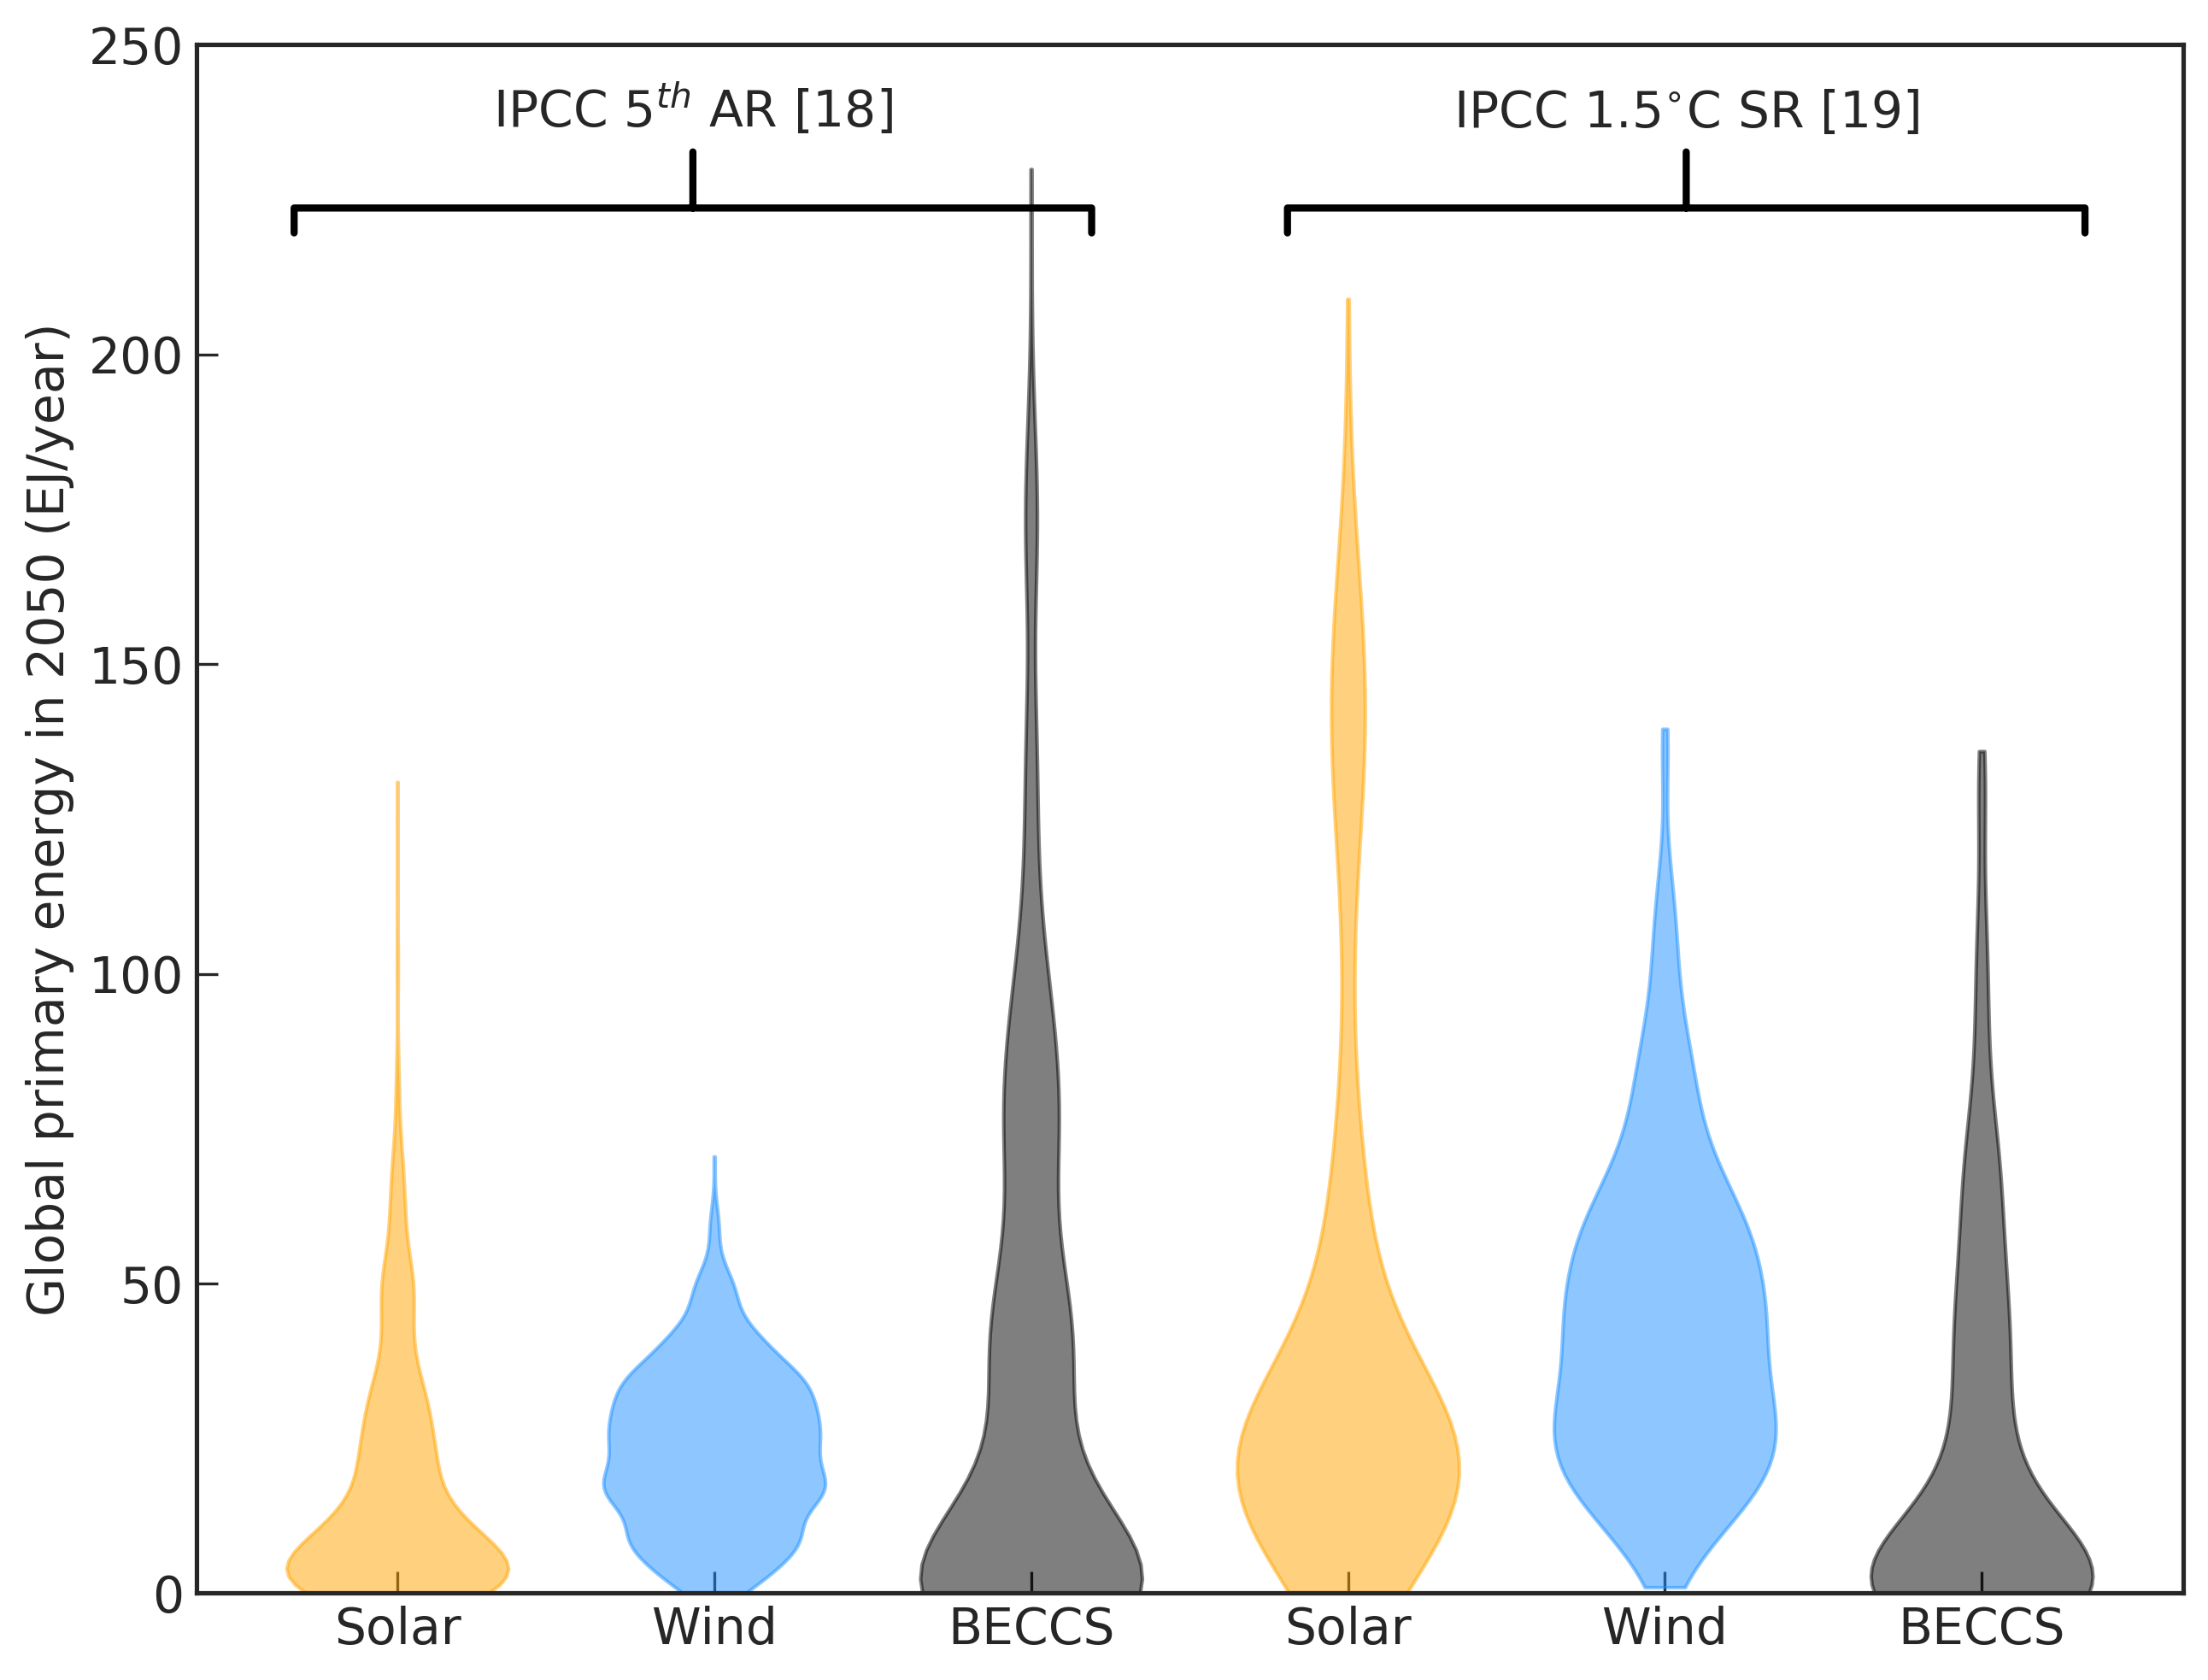 Global primary energy in 2050 (EJ/year)
250
200
150
100
50
0
IPCC 5th AR [18]
IPCC 1.5°C SR [19]
Solar
Wind
BECCS
Solar
Wind
BECCS